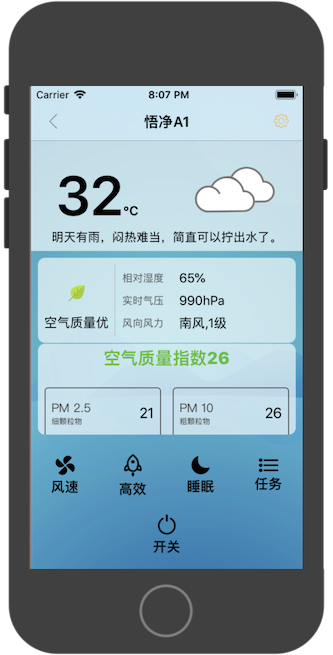 Carrier 8:07 PM
悟净A1
32°C
明天有雨，闷热难当，简直可以拧出水了。
相对湿度 65%
实时气压 990hPa
空气质量优 风向风力 南风,1级
空气质量指数26
PM 2.5 21 PM 10 26
细颗粒物 粗颗粒物
风速 高效 睡眠 任务
开关